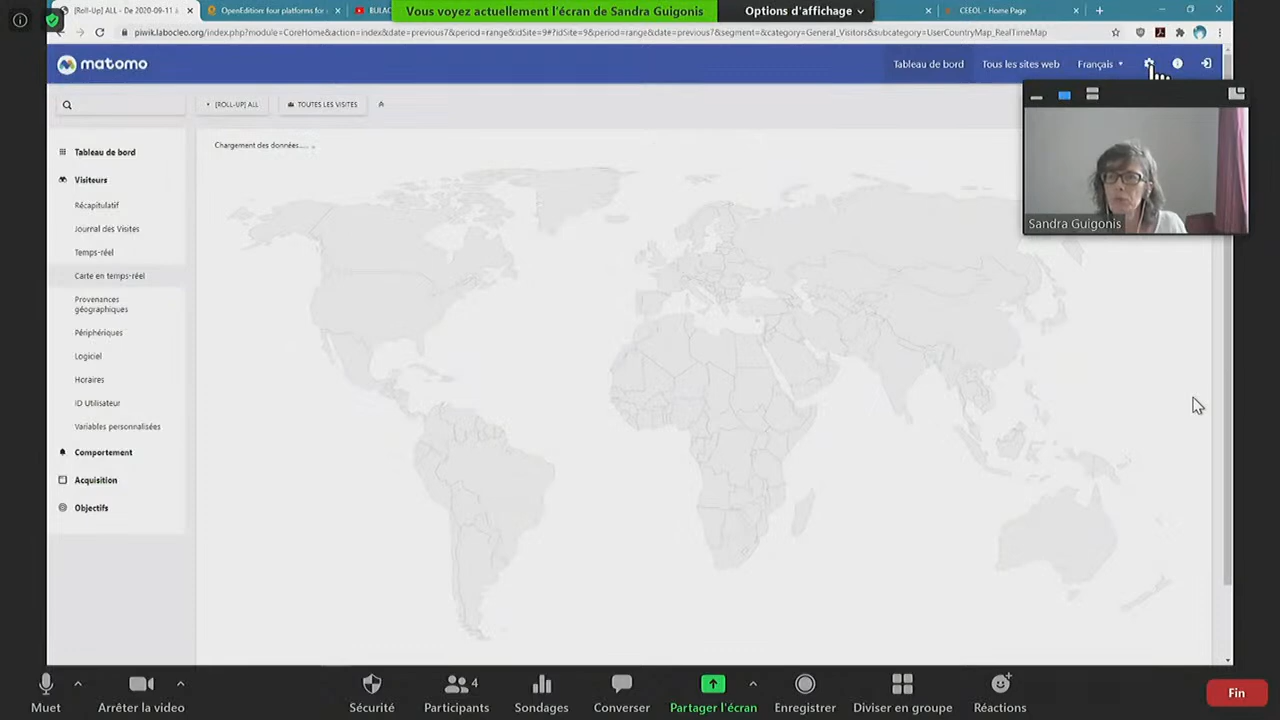 [Roll-Up] ALL - De 2020-09-11 à
OpenEdition: four platforms for
BULAC
Vous voyez actuellement l'écran de Sandra Guigonis
Options d'affichage
CEEOL - Home Page
piwik.labocleo.org/index.php?module=CoreHome&action=index&date=previous7&period=range&idSite=9#?idSite=9&period=range&date=previous7&segment=&category=General_Visitors&subcategory=UserCountryMap_RealTimeMap
matomo
Tableau de bord
Tous les sites web
Français
[ROLL-UP] ALL
TOUTES LES VISITES
Chargement des données.....
Sandra Guigonis
Tableau de bord
Visiteurs
Récapitulatif
Journal des Visites
Temps-réel
Carte en temps-réel
Provenances
géographiques
Périphériques
Logiciel
Horaires
ID Utilisateur
Variables personnalisées
Comportement
Acquisition
Objectifs
Muet
Arrêter la video
Sécurité
4
Participants
Sondages
Converser
Partager l'écran
Enregistrer
Diviser en groupe
Réactions
Fin